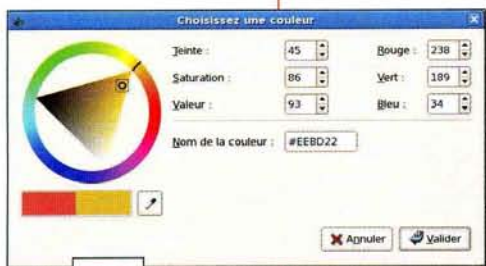 Choisissez une couleur
Teinte : 45 Rouge : 238
Saturation : 86 Vert : 189
Valeur : 93 Bleu : 34
Nom de la couleur : #EEBD22
Annuler Valider